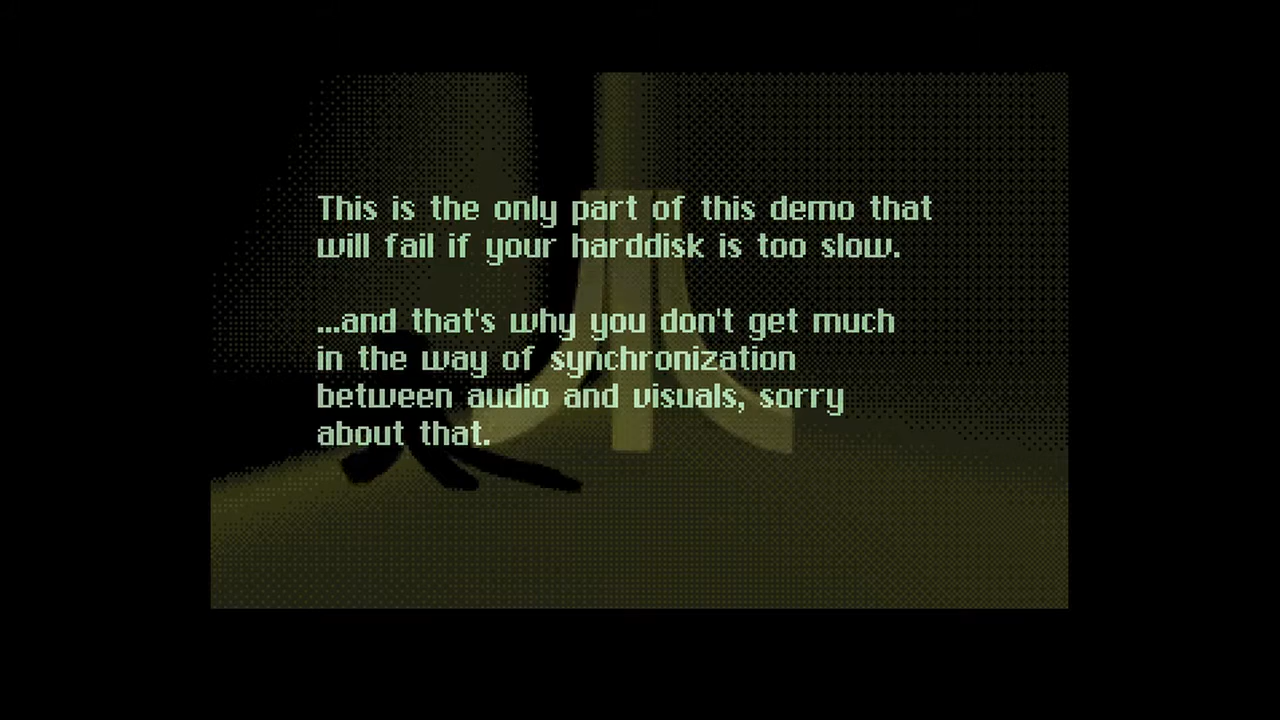 This is the only part of this demo that
will fail if your harddisk is too slow.
...and that's why you don't get much
in the way of synchronization
between audio and visuals, sorry
about that.